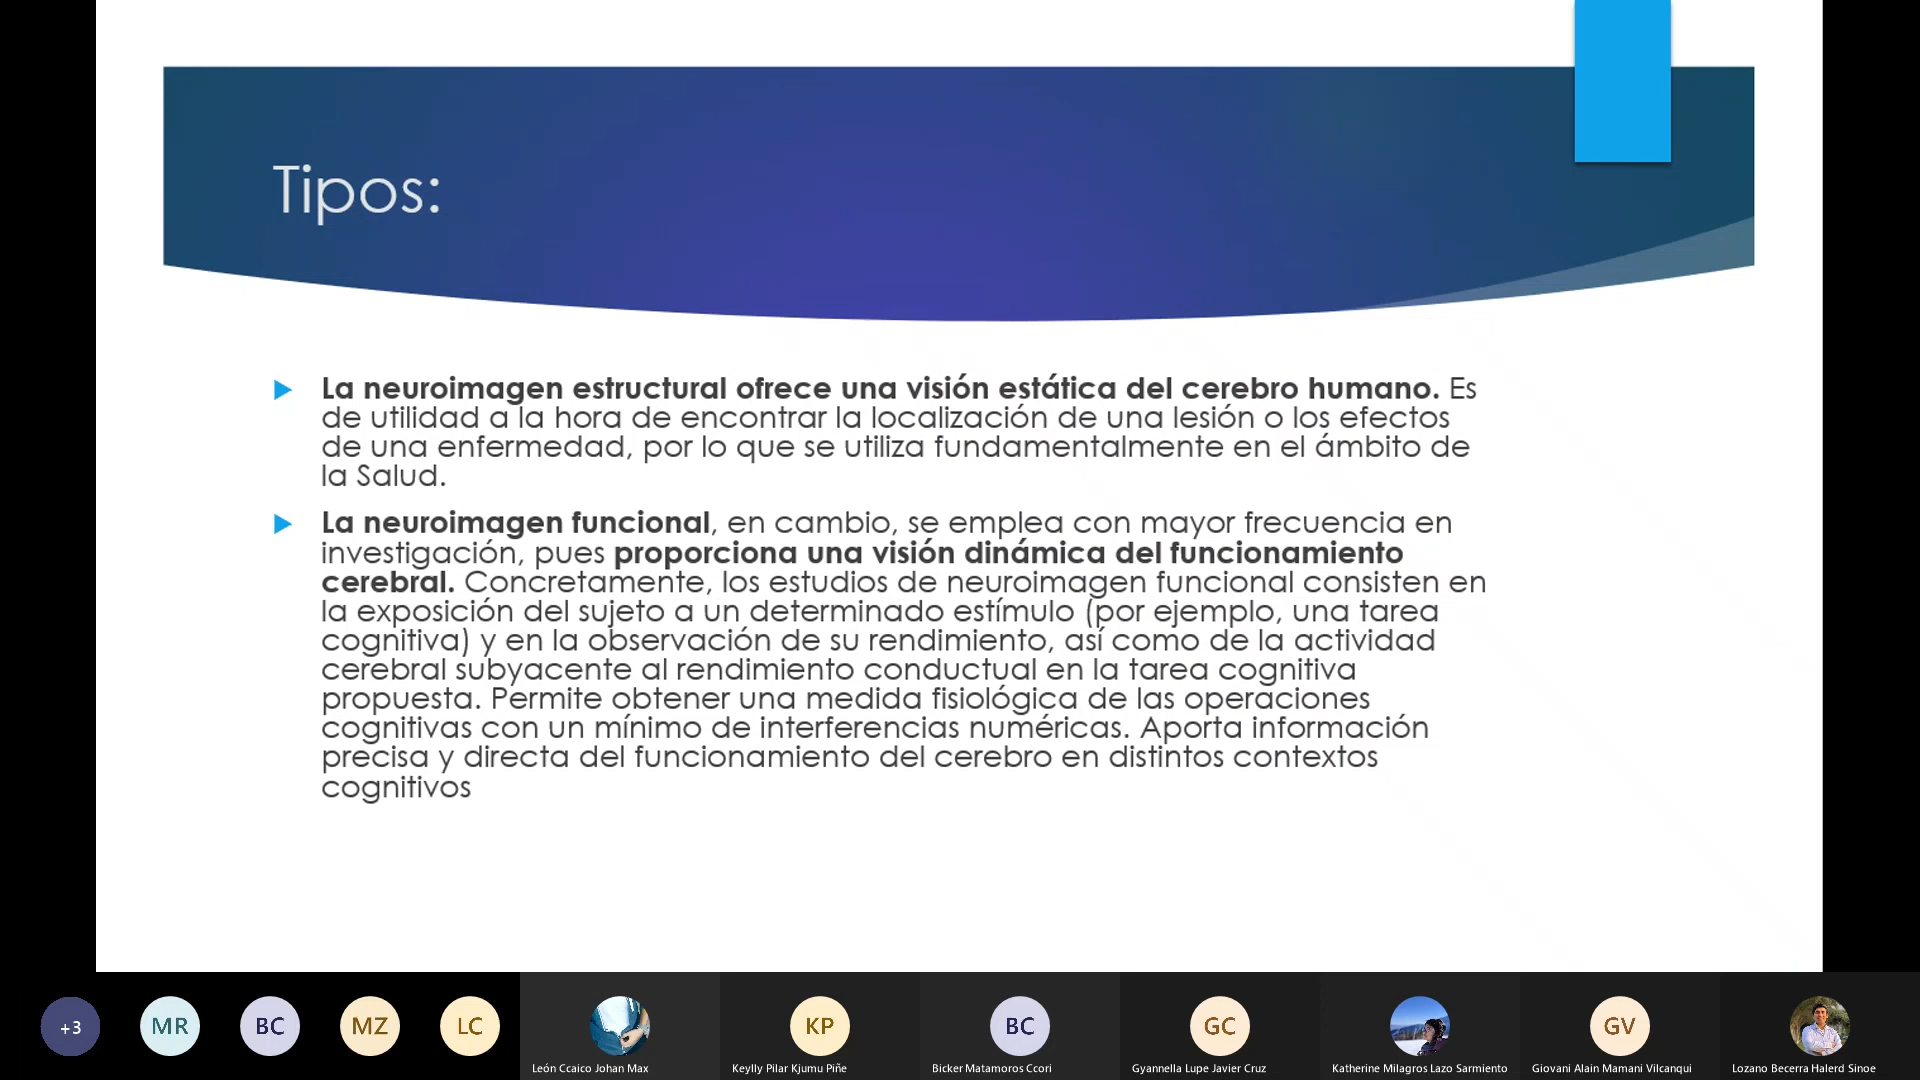 Tipos:
La neuroimagen estructural ofrece una visión estática del cerebro humano. Es
de utilidad a la hora de encontrar la localización de una lesión o los efectos
de una enfermedad, por lo que se utiliza fundamentalmente en el ámbito de
la Salud.
La neuroimagen funcional, en cambio, se emplea con mayor frecuencia en
investigación, pues proporciona una visión dinámica del funcionamiento
cerebral. Concretamente, los estudios de neuroimagen funcional consisten en
la exposición del sujeto a un determinado estímulo (por ejemplo, una tarea
cognitiva) y en la observación de su rendimiento, así como de la actividad
cerebral subyacente al rendimiento conductual en la tarea cognitiva
propuesta. Permite obtener una medida fisiológica de las operaciones
cognitivas con un mínimo de interferencias numéricas. Aporta información
precisa y directa del funcionamiento del cerebro en distintos contextos
cognitivos
+3
MR
BC
MZ
LC
León Ccaico Johan Max
KP
Keylly Pilar Kjumu Piñe
BC
Bicker Matamoros Ccori
GC
Gyannella Lupe Javier Cruz
Katherine Milagros Lazo Sarmiento
GV
Giovani Alain Mamani Vilcanqui
Lozano Becerra Halerd Sinoe